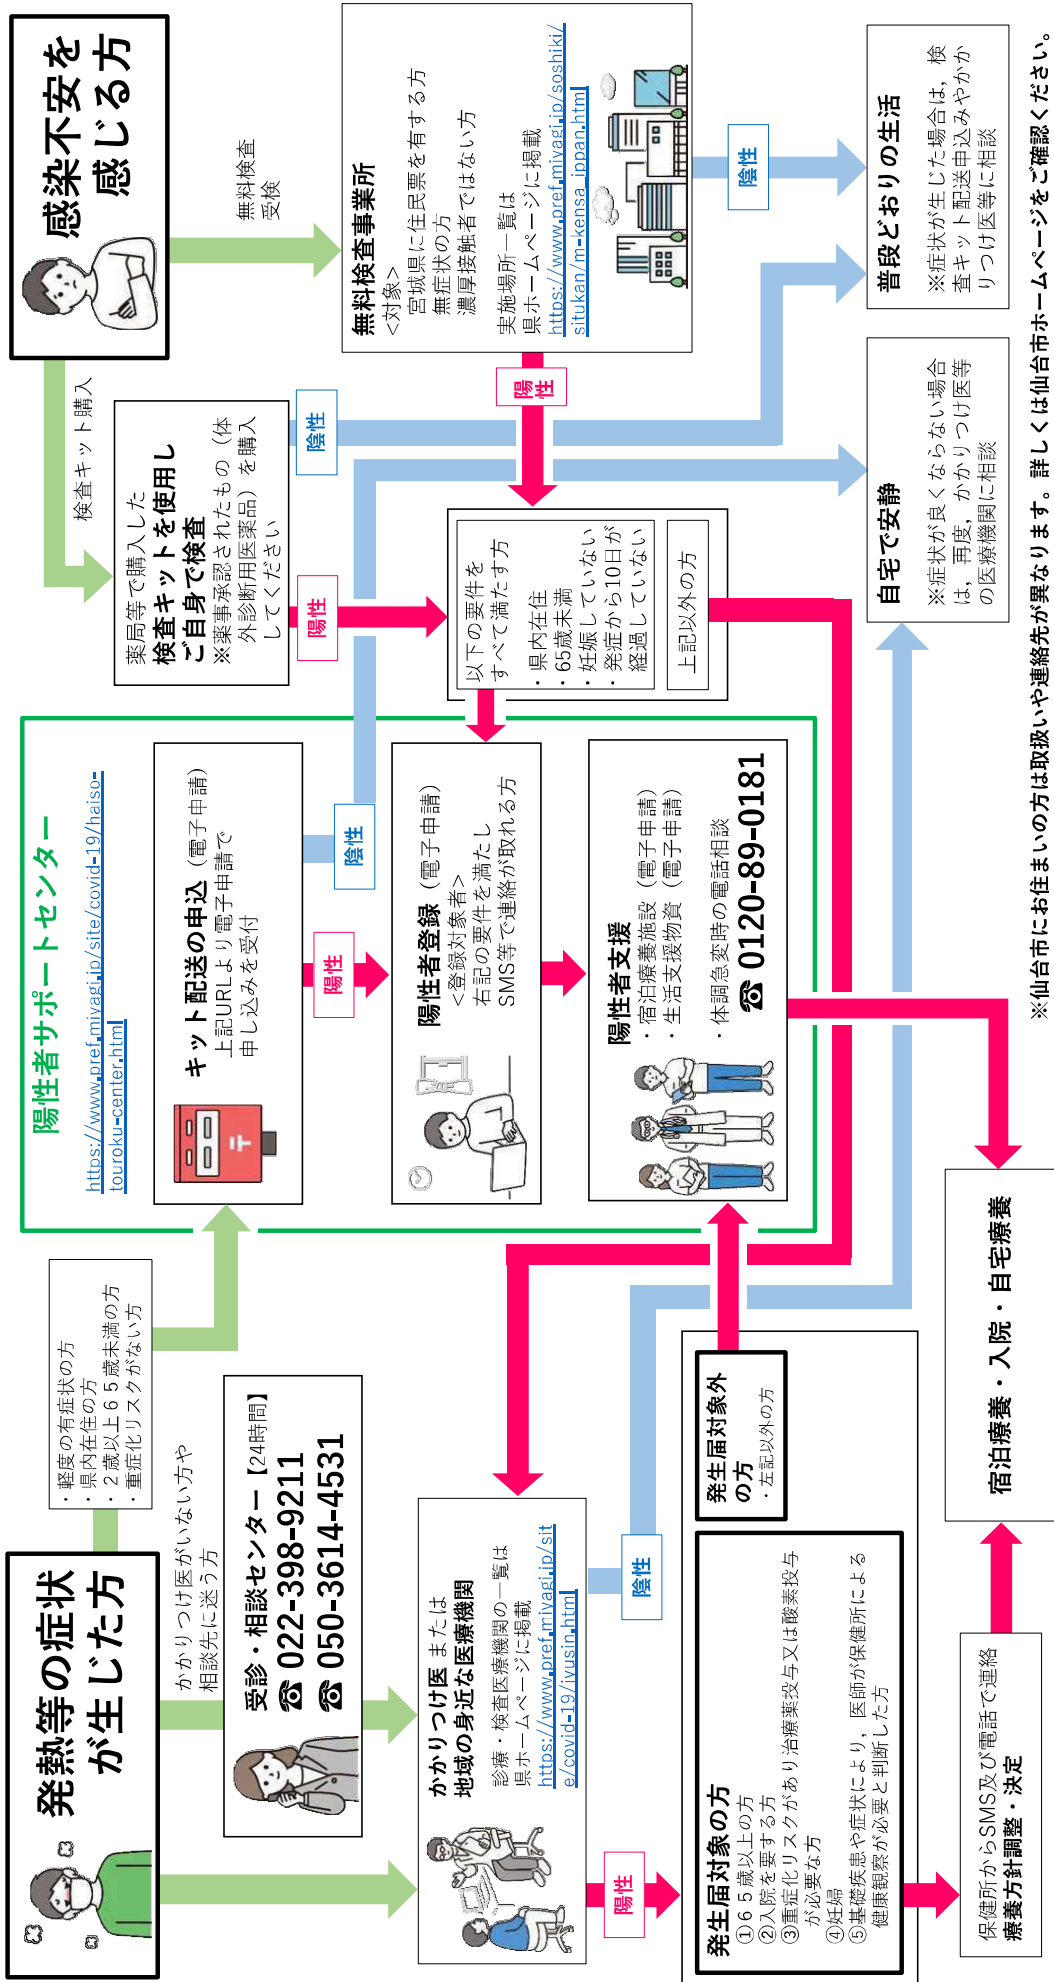 発熱等の症状
が生じた方
・軽度の有症状の方
・県内在住の方
・２歳以上６５歳未満の方
・重症化リスクがない方
かかりつけ医がいない方や
相談先に迷う方
受診・相談センター【24時間】
☎ 022-398-9211
☎ 050-3614-4531
かかりつけ医 または
地域の身近な医療機関
診療・検査医療機関の一覧は
県ホームページに掲載
https://www.pref.miyagi.jp/sit
e/covid-19/iyusin.html
陽性
陰性
発生届対象の方
①６５歳以上の方
②入院を要する方
③重症化リスクがあり治療薬投与又は酸素投与
が必要な方
④妊婦
⑤基礎疾患や症状により，医師が保健所による
健康観察が必要と判断した方
発生届対象外
の方
・左記以外の方
保健所からSMS及び電話で連絡
療養方針調整・決定
宿泊療養・入院・自宅療養
陽性者サポートセンター
https://www.pref.miyagi.jp/site/covid-19/haiso-
touroku-center.html
キット配送の申込（電子申請）
上記URLより電子申請で
申し込みを受付
陽性
陰性
陽性者登録（電子申請）
<登録対象者>
右記の要件を満たし
SMS等で連絡が取れる方
陽性者支援
・宿泊療養施設（電子申請）
・生活支援物資（電子申請）
・体調急変時の電話相談
☎ 0120-89-0181
感染不安を
感じる方
検査キット購入
無料検査
受検
薬局等で購入した
検査キットを使用し
ご自身で検査
※薬事承認されたもの（体
外診断用医薬品）を購入
してください
陽性
陰性
無料検査事業所
<対象>
宮城県に住民票を有する方
無症状の方
濃厚接触者ではない方
実施場所一覧は
県ホームページに掲載
https://www.pref.miyagi.jp/soshiki/
situkan/m-kensa_ippan.html
陽性
陰性
以下の要件を
すべて満たす方
・県内在住
・65歳未満
・妊娠していない
・発症から10日が
経過していない
上記以外の方
自宅で安静
※症状が良くならない場合
は，再度，かかりつけ医等
の医療機関に相談
普段どおりの生活
※症状が生じた場合は，検
査キット配送申込みやかか
りつけ医等に相談
※仙台市にお住まいの方は取扱いや連絡先が異なります。詳しくは仙台市ホームページをご確認ください。